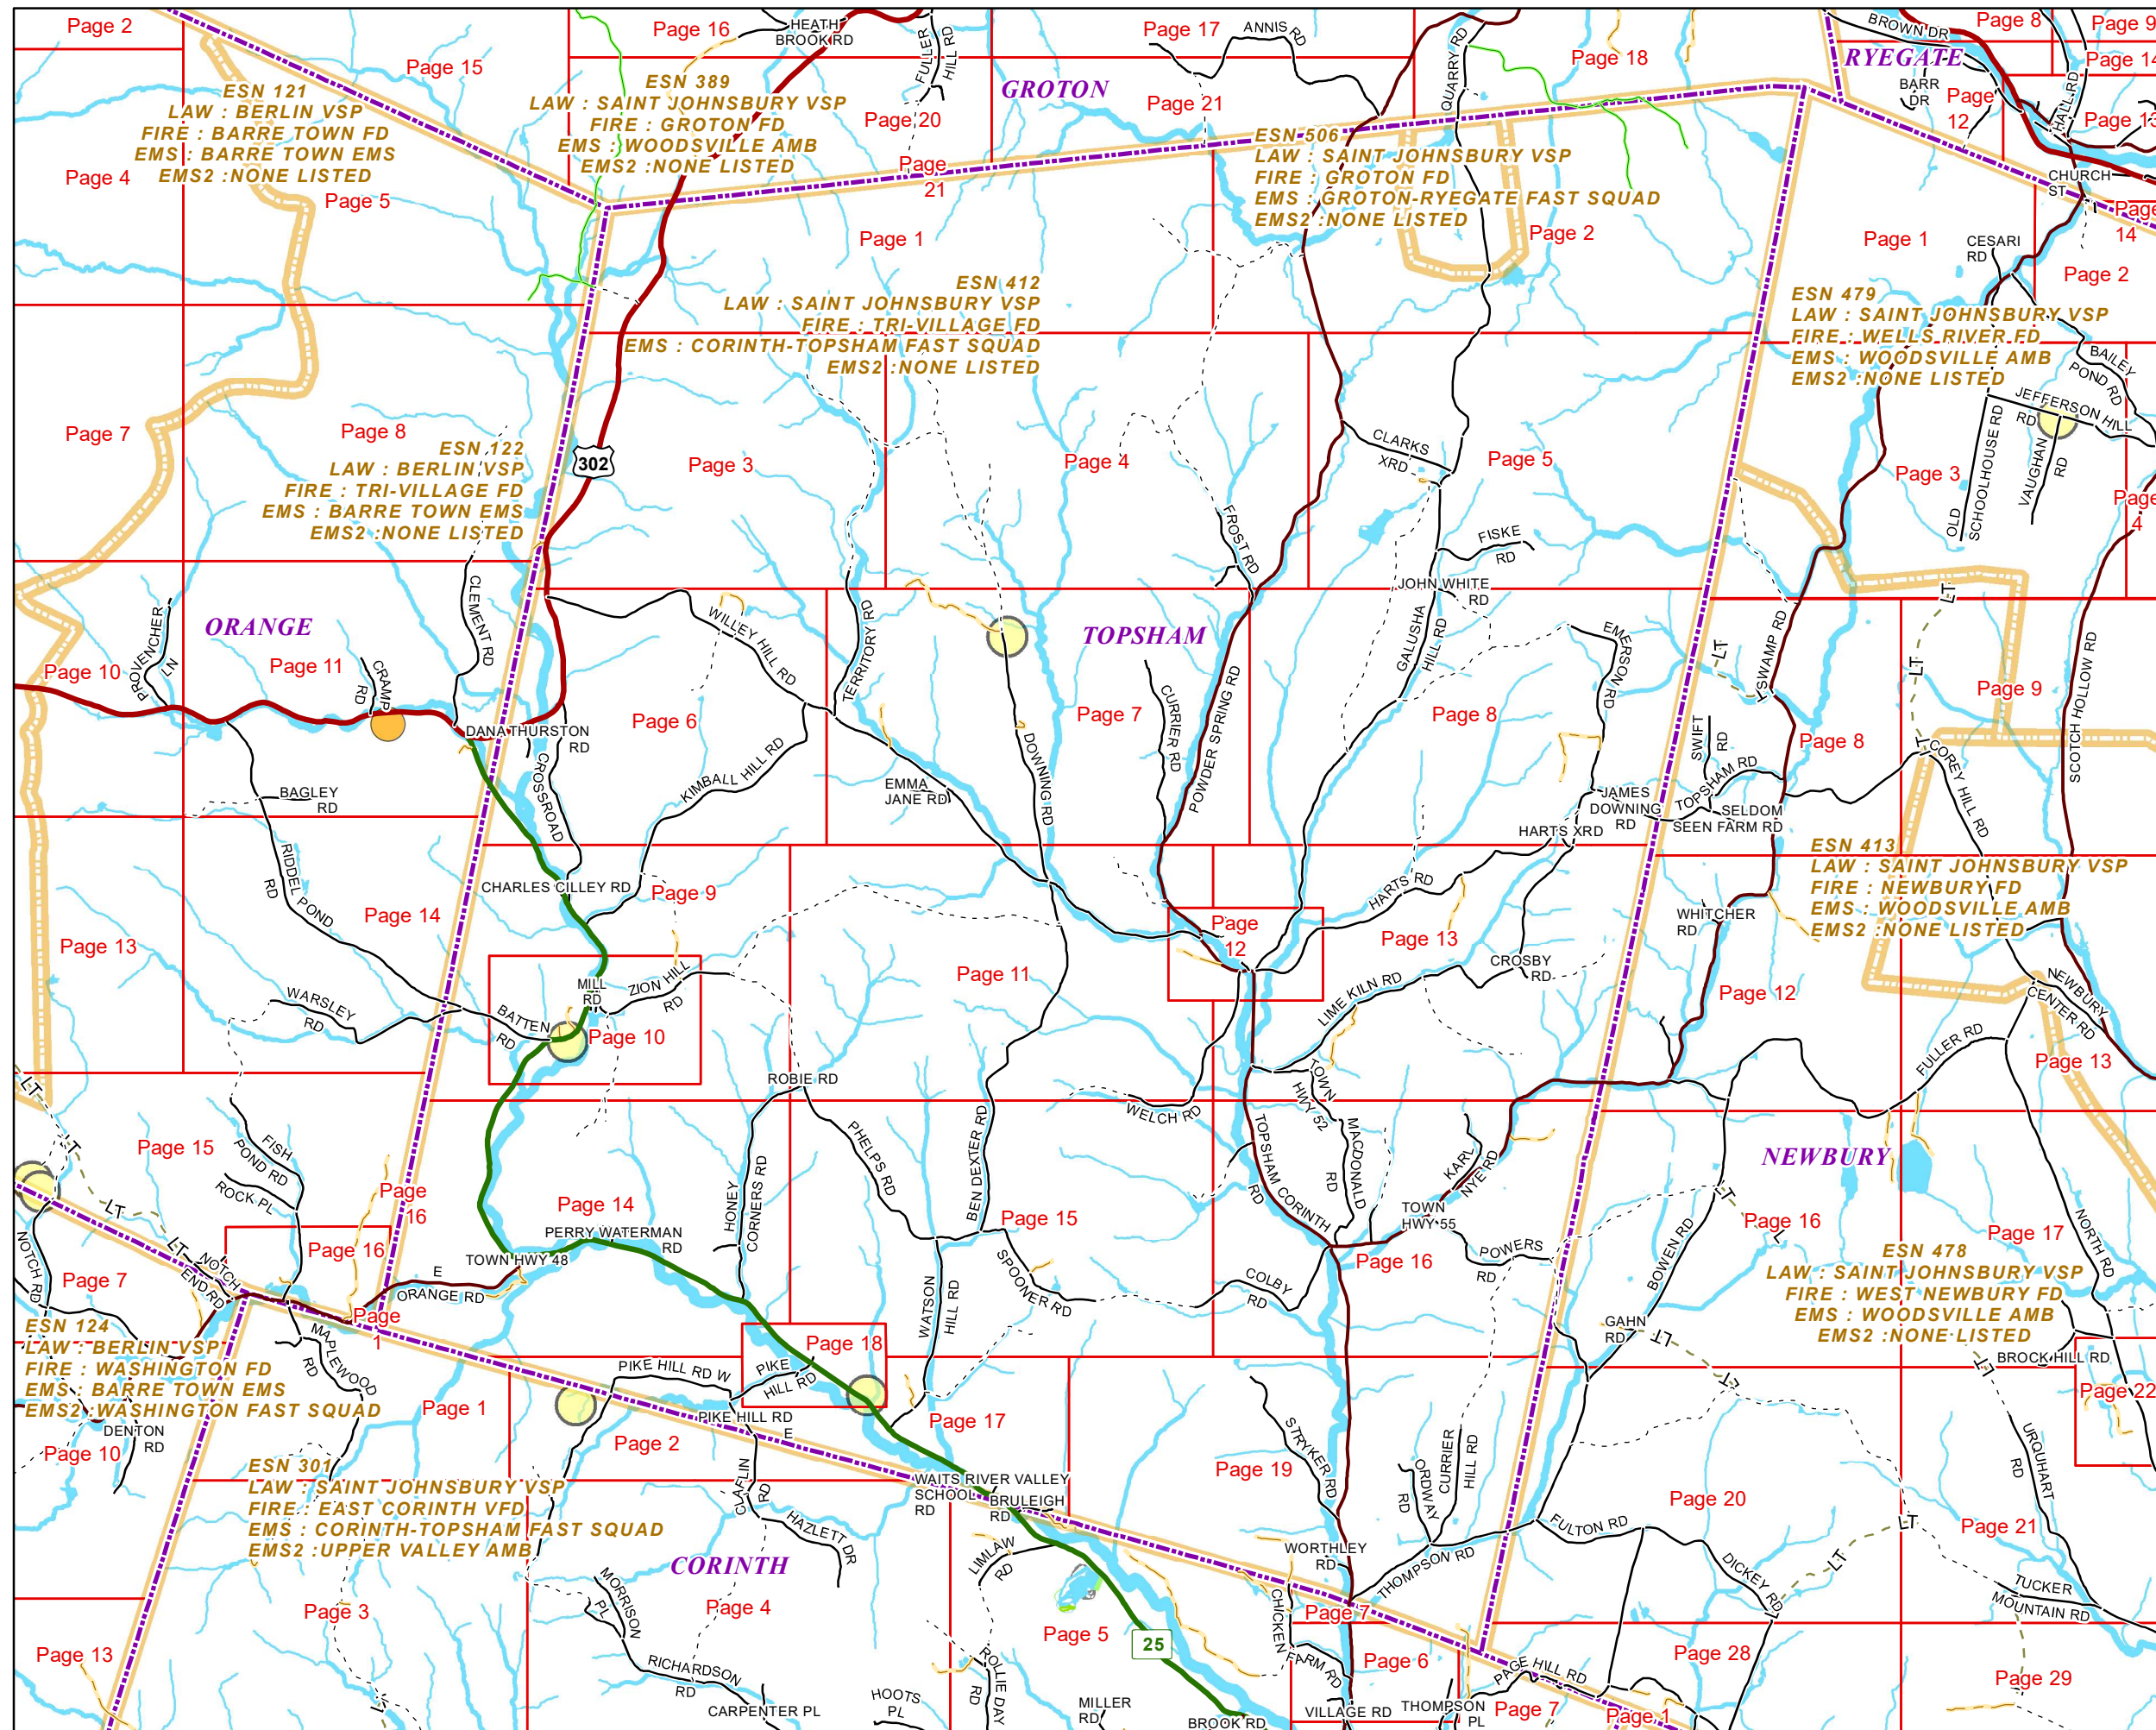 Page 2
Page 15
Page 16
HEATH
BROOK RD
FULLER
HILL RD
Page 17
ANNIS RD
QUARRY RD
Page 18
BROWN DR
Page 8
Page 9
RYEGATE
Page 14
BARR
DR
Page
12
HALL RD
Page 13
CHURCH
ST
Page
14
ESN 121
LAW : BERLIN VSP
FIRE : BARRE TOWN FD
EMS : BARRE TOWN EMS
EMS2 :NONE LISTED
ESN 389
LAW : SAINT JOHNSBURY VSP
FIRE : GROTON FD
EMS : WOODSVILLE AMB
EMS2 :NONE LISTED
GROTON
Page 20
Page 21
Page
21
ESN 506
LAW : SAINT JOHNSBURY VSP
FIRE : GROTON FD
EMS : GROTON-RYEGATE FAST SQUAD
EMS2 :NONE LISTED
Page 4
Page 5
Page 1
Page 2
Page 1
CESARI
RD
Page 2
ESN 412
LAW : SAINT JOHNSBURY VSP
FIRE : TRI-VILLAGE FD
EMS : CORINTH-TOPSHAM FAST SQUAD
EMS2 :NONE LISTED
ESN 479
LAW : SAINT JOHNSBURY VSP
FIRE : WELLS RIVER FD
EMS : WOODSVILLE AMB
EMS2 :NONE LISTED
BAILEY
POND RD
JEFFERSON HILL
RD
OLD
SCHOOLHOUSE RD
VAUGHAN
RD
Page 7
Page 8
ESN 122
LAW : BERLIN VSP
FIRE : TRI-VILLAGE FD
EMS : BARRE TOWN EMS
EMS2 :NONE LISTED
302
Page 3
Page 4
CLARKS
XRD
Page 5
Page 3
Page
4
FROST RD
FISKE
RD
JOHN WHITE
RD
GALUSHA
HILL RD
EMERSON RD
PROVENCHER
LN
ORANGE
Page 10
Page 11
CRAMP
RD
CLEMENT RD
WILLEY HILL RD
TERRITORY RD
TOPSHAM
LT
LT
LT
LT
SWAMP RD
SCOTCH HOLLOW RD
Page 9
DANA THURSTON
RD
Page 6
KIMBALL HILL RD
CROSSROAD
DOWNING RD
Page 7
CURRIER RD
POWDER SPRING RD
Page 8
SWIFT
RD
Page 8
COREY HILL RD
BAGLEY
RD
EMMA
JANE RD
JAMES
DOWNING
RD
TOPSHAM RD
SELDOM
SEEN FARM RD
HARTS XRD
RIDDEL POND
RD
CHARLES CILLEY RD
Page 9
HARTS RD
ESN 413
LAW : SAINT JOHNSBURY VSP
FIRE : NEWBURY FD
EMS : WOODSVILLE AMB
EMS2 :NONE LISTED
Page 13
Page 14
Page
12
Page 13
WHITCHER
RD
WARSLEY
RD
BATTEN
RD
MILL
RD
ZION HILL
RD
Page 10
Page 11
LIME KILN RD
CROSBY
RD
Page 12
NEWBURY
CENTER RD
FULLER RD
Page 13
LT
LT
LT
LT
ROBIE RD
WELCH RD
TOWN
HWY 52
Page 15
FISH
POND RD
ROCK PL
Page
16
Page 14
HONEY
CORNERS RD
PHELPS RD
BEN DEXTER RD
Page 15
TOPSHAM CORINTH
RD
MACDONALD
RD
KARL
NYE RD
TOWN
HWY 55
POWERS
RD
NEWBURY
Page 16
Page 17
NORTH RD
NOTCH RD
Page 7
NOTCH
END RD
Page 16
PERRY WATERMAN
RD
TOWN HWY 48
E
ORANGE RD
Page
1
WATSON
HILL RD
SPOONER RD
COLBY
RD
Page 16
LT
BOWEN RD
GAHN
RD
LT
LT
ESN 478
LAW : SAINT JOHNSBURY VSP
FIRE : WEST NEWBURY FD
EMS : WOODSVILLE AMB
EMS2 :NONE LISTED
BROCK HILL RD
LT
Page 22
ESN 124
LAW : BERLIN VSP
FIRE : WASHINGTON FD
EMS : BARRE TOWN EMS
EMS2 :WASHINGTON FAST SQUAD
MAPLEWOOD
RD
DENTON
RD
Page 10
Page 1
PIKE HILL RD W
PIKE
HILL RD
PIKE HILL RD
E
Page 18
Page 17
Page 2
CLAFLIN
RD
HAZLETT DR
WAITS RIVER VALLEY
SCHOOL
RD
BRULEIGH
RD
ESN 301
LAW : SAINT JOHNSBURY VSP
FIRE : EAST CORINTH VFD
EMS : CORINTH-TOPSHAM FAST SQUAD
EMS2 :UPPER VALLEY AMB
Page 19
STRYKER RD
ORDWAY
RD
CURRIER
HILL RD
Page 20
Page 21
URQUHART
RD
FULTON RD
DICKEY RD
LT
LT
TUCKER
MOUNTAIN RD
CORINTH
LIMLAW
RD
WORTHLEY
RD
THOMPSON RD
MORRISON
PL
Page 3
Page 4
Page 5
25
CHICKEN
FARM RD
Page 7
Page 6
Page 13
RICHARDSON
RD
CARPENTER PL
HOOTS
PL
ROLLIE DAY
RD
MILLER
RD
BROOK RD
VILLAGE RD
THOMPSON
PL
PAGE HILL RD
Page 7
Page 28
Page 1
Page 29